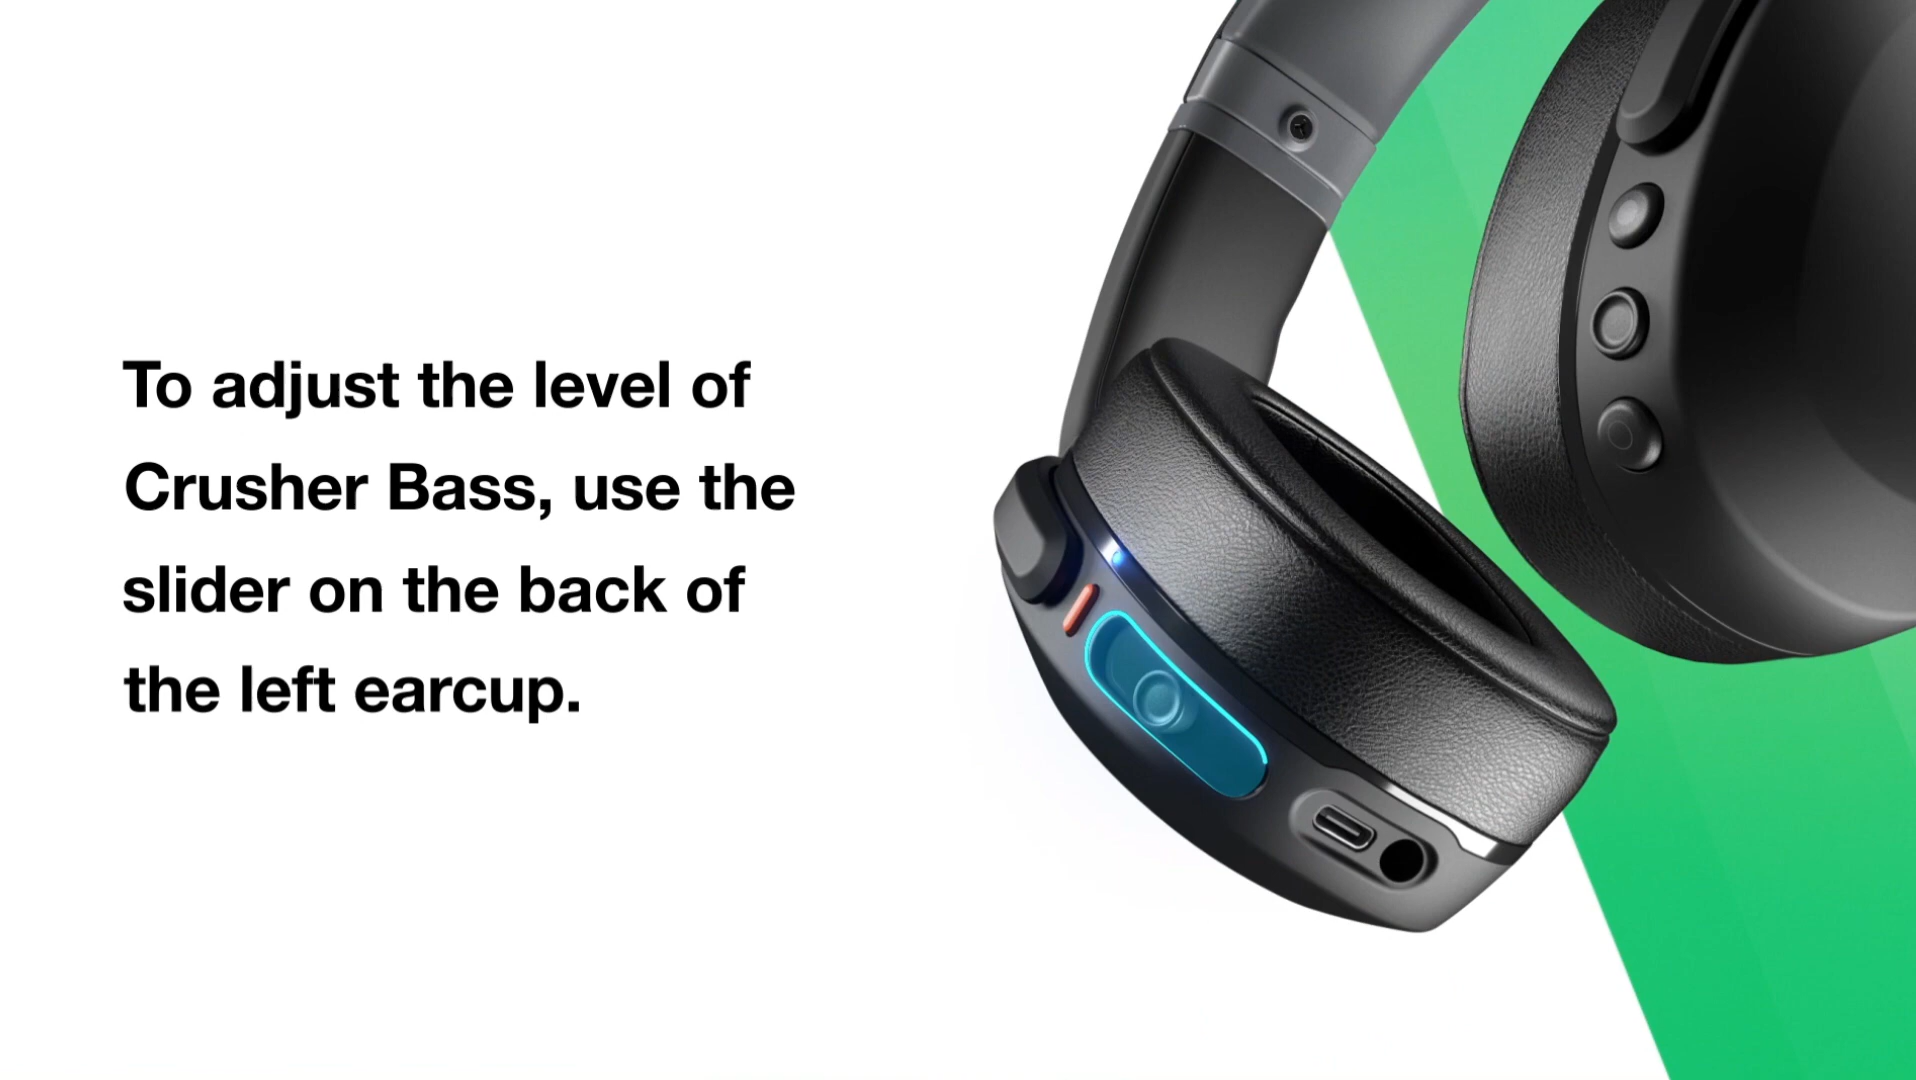 To adjust the level of
Crusher Bass, use the
slider on the back of
the left earcup.